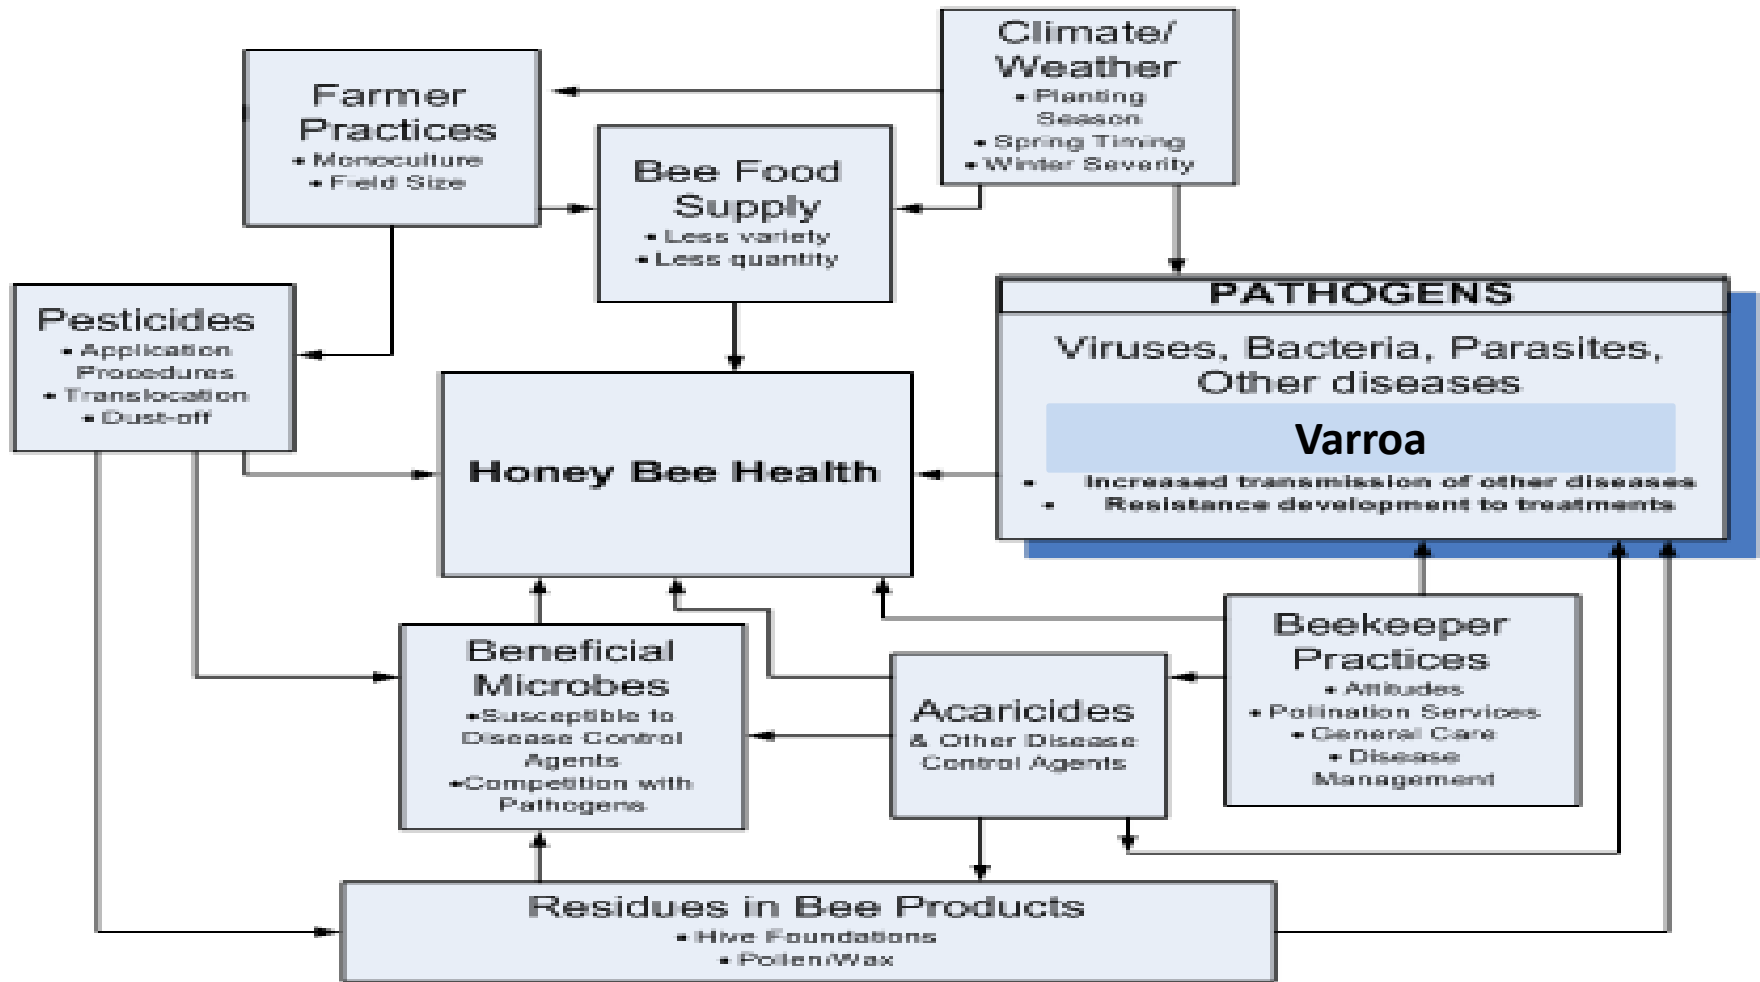 Climate/
Weather
• Planting
Season
• Spring Timing
• Winter Severity
Farmer
Practices
• Monoculture
• Field Size
Bee Food
Supply
• Less variety
• Less quantity
Pesticides
• Application
Procedures
• Translocation
• Dust-off
PATHOGENS
Viruses, Bacteria, Parasites,
Other diseases
Varroa
• Increased transmission of other diseases
• Resistance development to treatments
Honey Bee Health
Beneficial
Microbes
•Susceptible to
Disease Control
Agents
•Competition with
Pathogens
Acaricides
& Other Disease
Control Agents
Beekeeper
Practices
• Attitudes
• Pollination Services
• General Care
• Disease
Management
Residues in Bee Products
• Hive Foundations
• Pollen/Wax